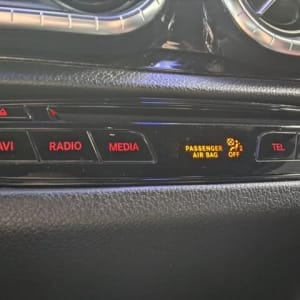 AVI
RADIO
MEDIA
PASSENGER
AIR BAG
OFF
TEL